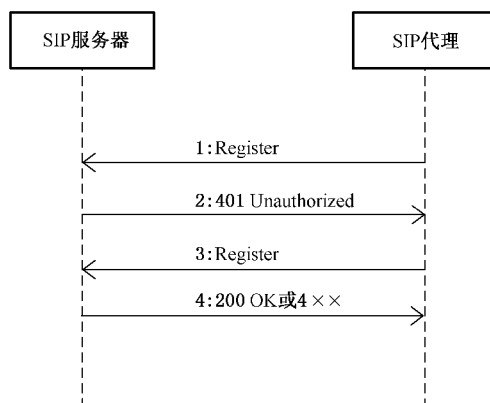 SIP服务器
SIP代理
1:Register
2:401 Unauthorized
3:Register
4:200 OK或4××